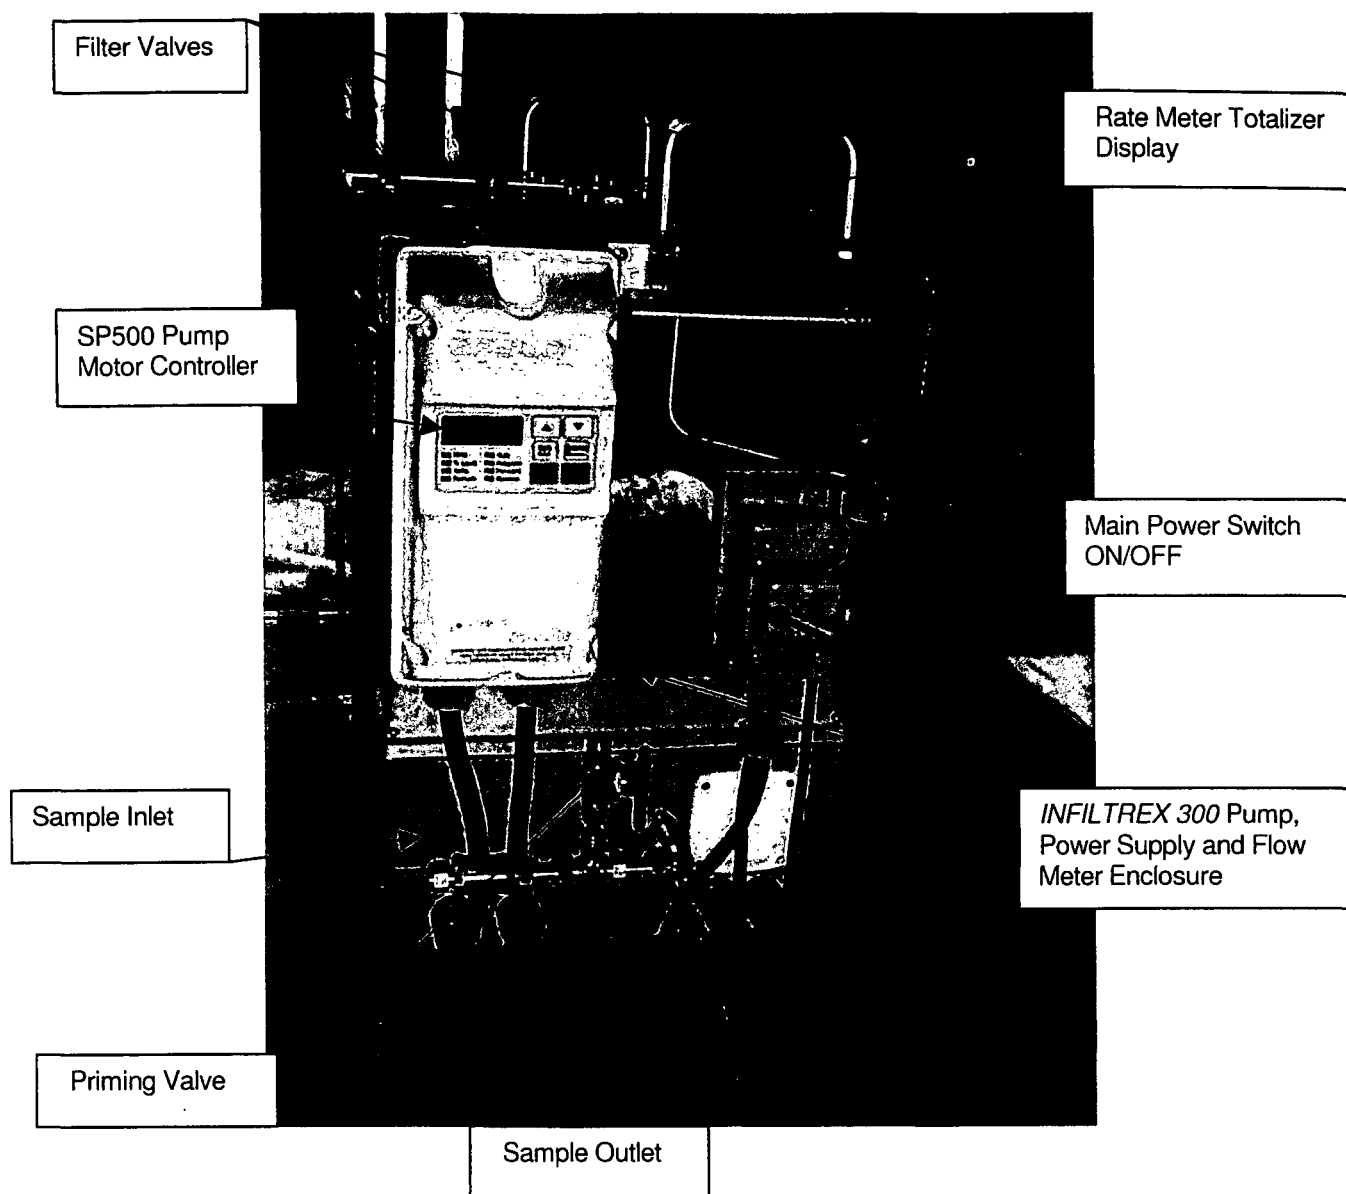 Filter Valves
Rate Meter Totalizer
Display
SP500 Pump
Motor Controller
Main Power Switch
ON/OFF
Sample Inlet
INFILTREX 300 Pump,
Power Supply and Flow
Meter Enclosure
Priming Valve
Sample Outlet